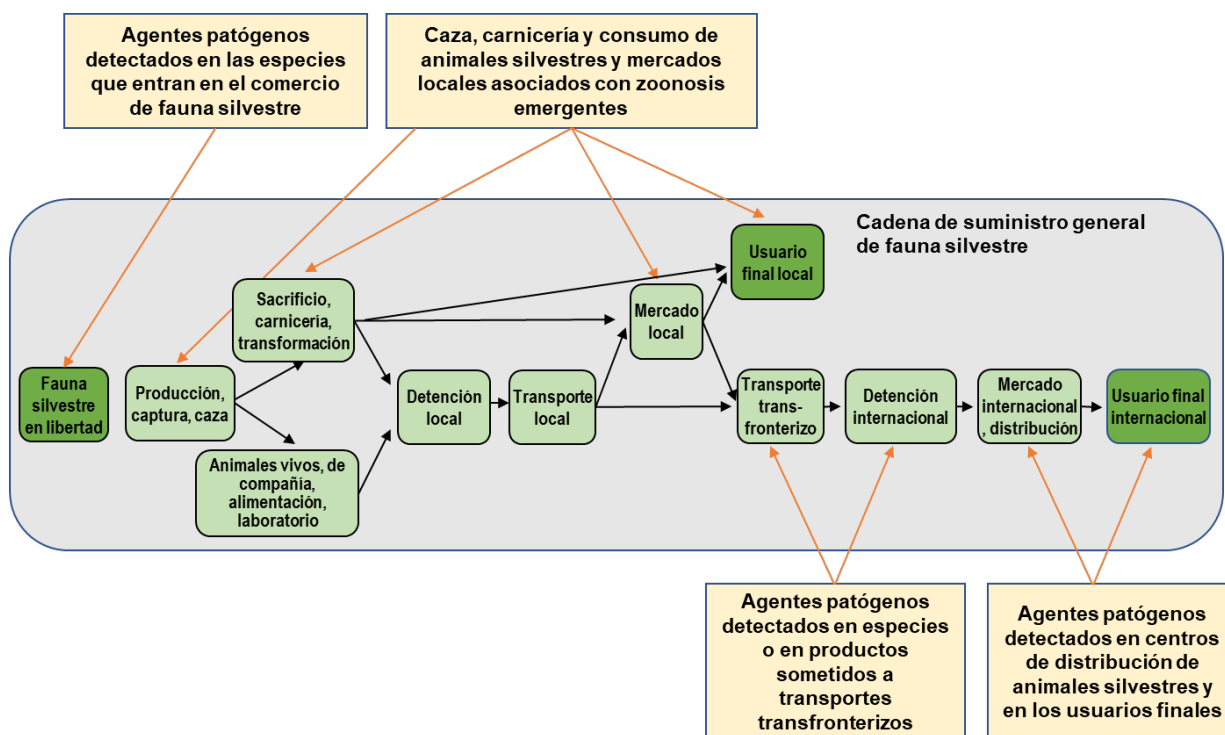 Agentes patógenos
detectados en las especies
que entran en el comercio
de fauna silvestre
Caza, carnicería y consumo de
animales silvestres y mercados
locales asociados con zoonosis
emergentes
Cadena de suministro general
de fauna silvestre
Usuario
final local
Sacrificio,
carnicería,
transformación
Mercado
local
Fauna
silvestre
en libertad
Producción,
captura, caza
Detención
local
Transporte
local
Transporte
trans-
fronterizo
Detención
internacional
Mercado
internacional
, distribución
Usuario final
internacional
Animales vivos, de
compañía,
alimentación,
laboratorio
Agentes patógenos
detectados en especies
o en productos
sometidos a
transportes
transfronterizos
Agentes patógenos
detectados en centros
de distribución de
animales silvestres y
en los usuarios finales